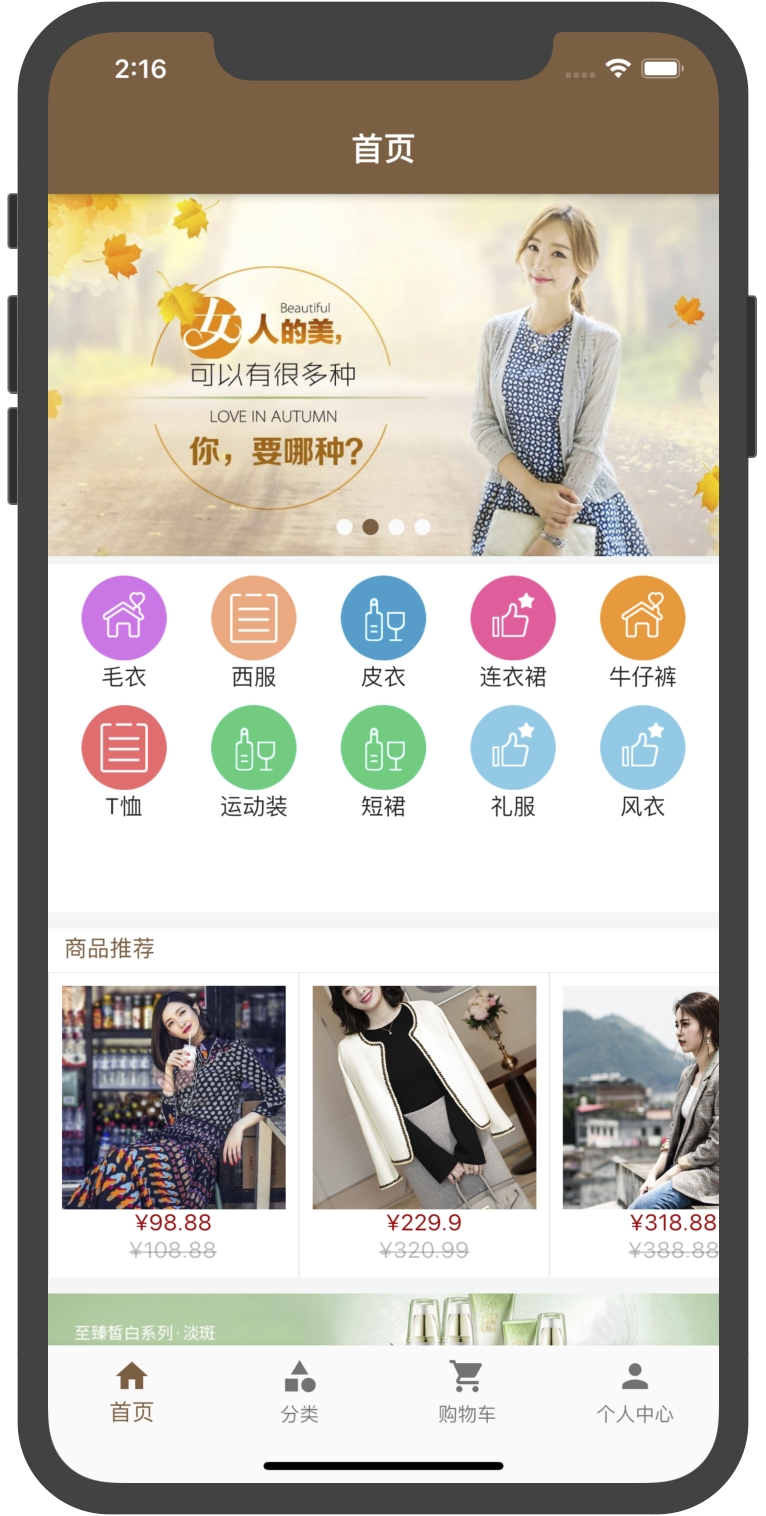 2:16
首页
Beautiful
女人的美,
可以有很多种
LOVE IN AUTUMN
你，要哪种?
毛衣 西服 皮衣 连衣裙 牛仔裤
T恤 运动装 短裙 礼服 风衣
商品推荐
¥98.88 ¥229.9 ¥318.88
¥108.88 ¥320.99 ¥388.88
至臻皙白系列·淡斑
首页 分类 购物车 个人中心